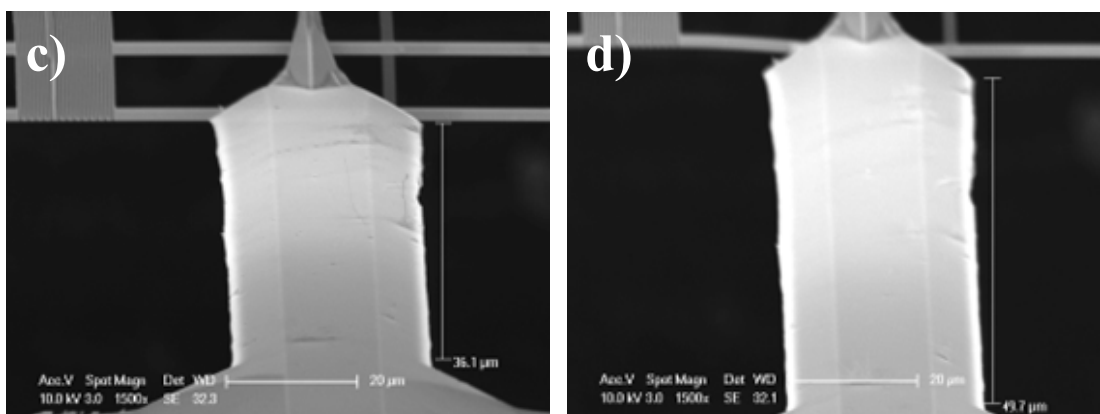 c)
36.1 µm
Acc.V Spot Magn Det WD 20 µm
10.0 kV 3.0 1500x SE 32.3
d)
Acc.V Spot Magn Det WD 20 µm
10.0 kV 3.0 1500x SE 32.1
49.7 µm